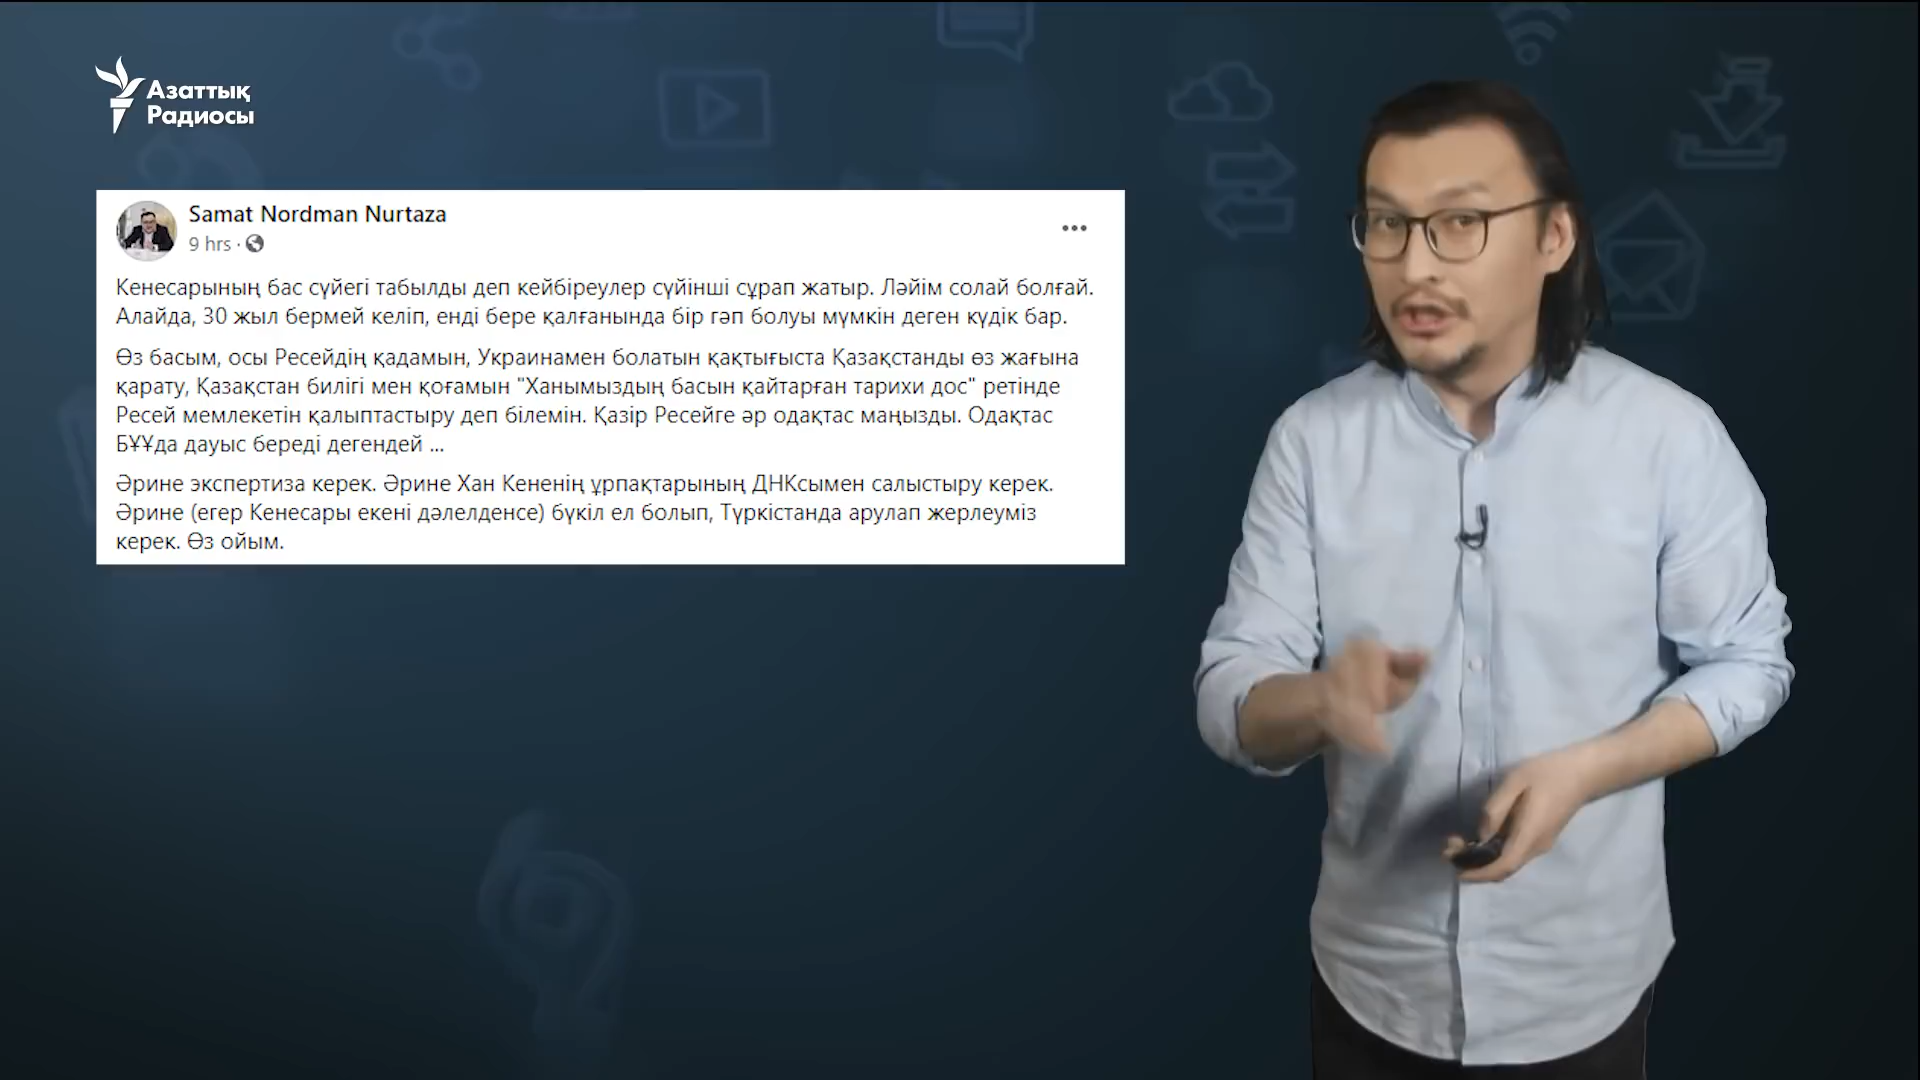 Азаттық
Радиосы
Samat Nordman Nurtaza
9 hrs ·
Кенесарының бас сүйегі табылды деп кейбіреулер сүйінші сұрап жатыр. Ләйім солай болғай.
Алайда, 30 жыл бермей келіп, енді бере қалғанында бір гәп болуы мүмкін деген күдік бар.
Өз басым, осы Ресейдің қадамын, Украинамен болатын қақтығыста Қазақстанды өз жағына
қарату, Қазақстан билігі мен қоғамын "Ханымыздың басын қайтарған тарихи дос" ретінде
Ресей мемлекетін қалыптастыру деп білемін. Қазір Ресейге әр одақтас маңызды. Одақтас
БҰҰда дауыс береді дегендей ...
Әрине экспертиза керек. Әрине Хан Кененің ұрпақтарының ДНКсымен салыстыру керек.
Әрине (егер Кенесары екені дәлелденсе) бүкіл ел болып, Түркістанда арулап жерлеуміз
керек. Өз ойым.